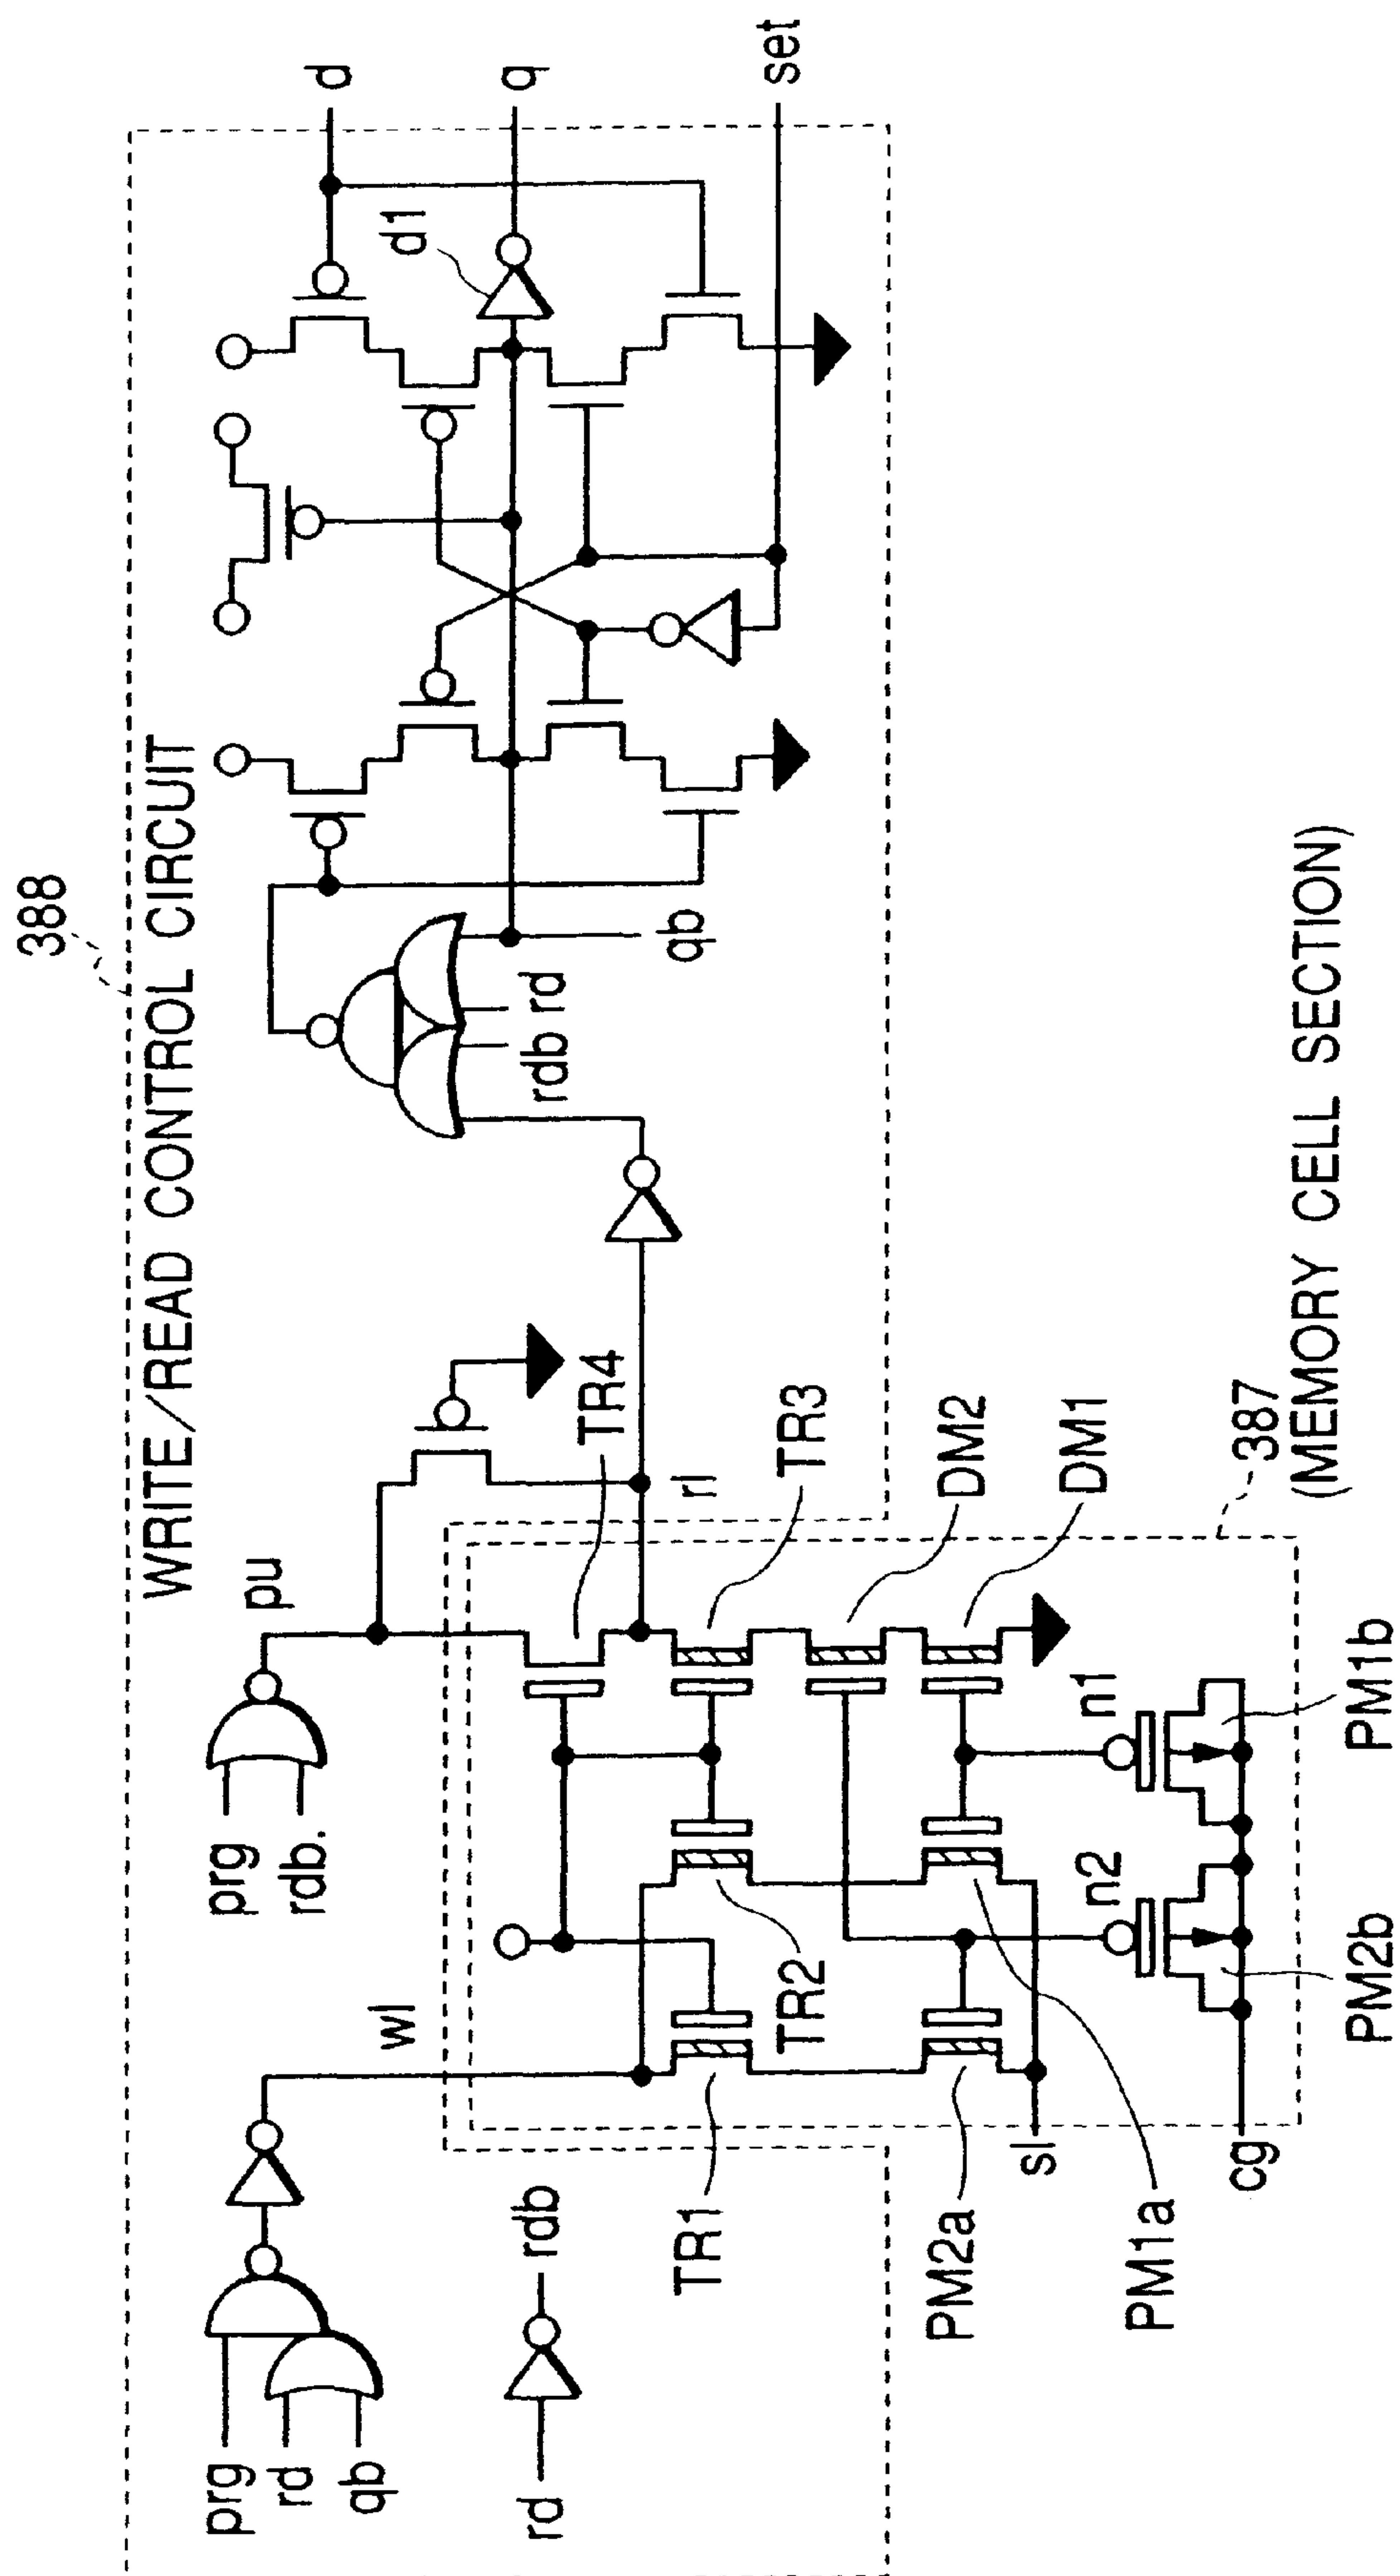 388
WRITE/READ CONTROL CIRCUIT
d
q
set
d1
qb
rd
rdb
pu
prg
rdb.
wl
TR4
rl
TR3
DM2
DM1
387
(MEMORY CELL SECTION)
n1
n2
PM1b
PM2b
TR2
TR1
PM2a
PM1a
sl
cg
prg
rd
qb
rd
rdb